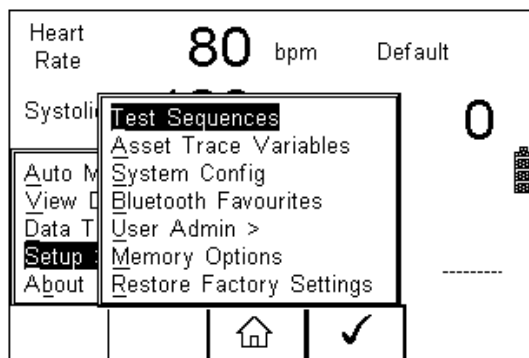 Heart
Rate
80 bpm
Default
Systoli
0
Test Sequences
Asset Trace Variables
System Config
Bluetooth Favourites
User Admin >
Memory Options
Restore Factory Settings
Auto M
View D
Data T
Setup >
About